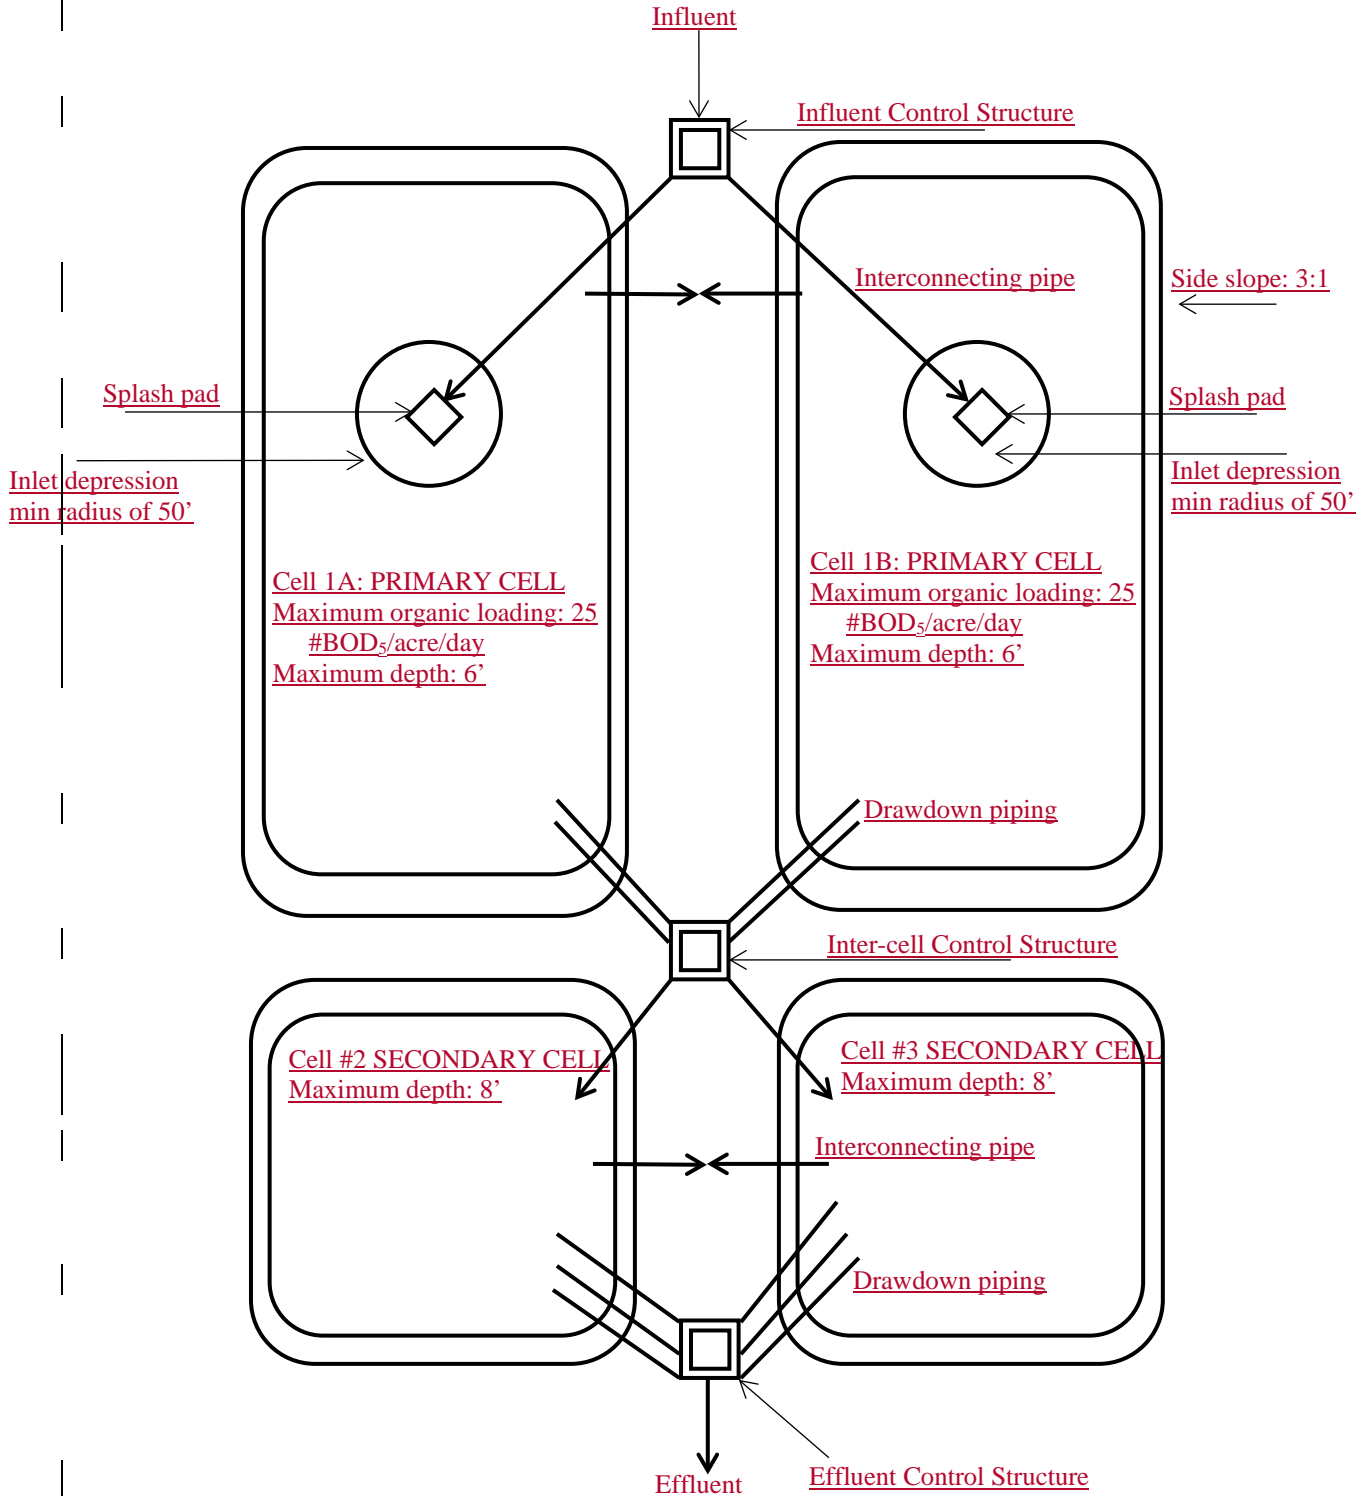 Influent
Influent Control Structure
Interconnecting pipe
Side slope: 3:1
Splash pad
Splash pad
Inlet depression
min radius of 50’
Inlet depression
min radius of 50’
Cell 1A: PRIMARY CELL
Maximum organic loading: 25
#BOD₅/acre/day
Maximum depth: 6’
Cell 1B: PRIMARY CELL
Maximum organic loading: 25
#BOD₅/acre/day
Maximum depth: 6’
Drawdown piping
Inter-cell Control Structure
Cell #2 SECONDARY CELL
Maximum depth: 8’
Cell #3 SECONDARY CELL
Maximum depth: 8’
Interconnecting pipe
Drawdown piping
Effluent
Effluent Control Structure